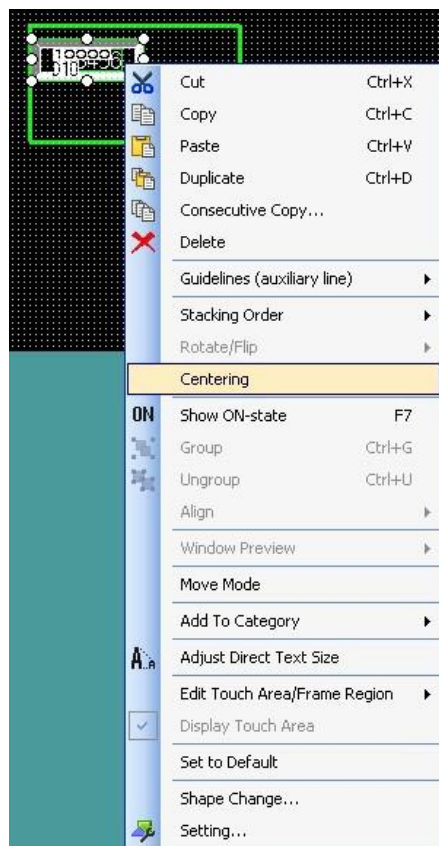 D10
Cut Ctrl+X
Copy Ctrl+C
Paste Ctrl+V
Duplicate Ctrl+D
Consecutive Copy...
Delete
Guidelines (auxiliary line)
Stacking Order
Rotate/Flip
Centering
ON Show ON-state F7
Group Ctrl+G
Ungroup Ctrl+U
Align
Window Preview
Move Mode
Add To Category
Adjust Direct Text Size
Edit Touch Area/Frame Region
Display Touch Area
Set to Default
Shape Change...
Setting...